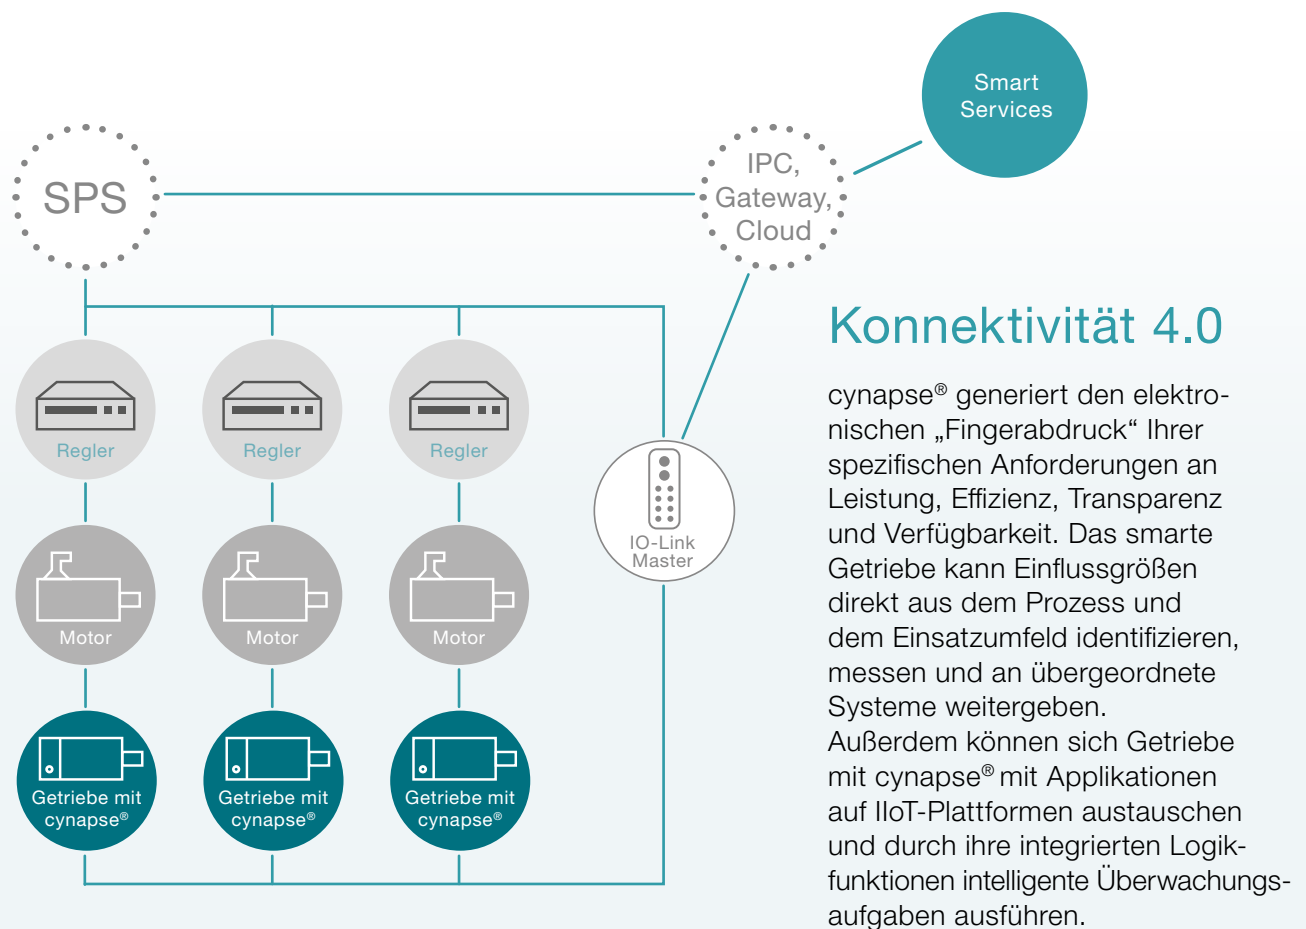 Smart
Services
SPS
IPC,
Gateway,
Cloud
Regler
Regler
Regler
IO-Link
Master
Motor
Motor
Motor
Getriebe mit
cynapse®
Getriebe mit
cynapse®
Getriebe mit
cynapse®
Konnektivität 4.0
cynapse® generiert den elektro-
nischen „Fingerabdruck“ Ihrer
spezifischen Anforderungen an
Leistung, Effizienz, Transparenz
und Verfügbarkeit. Das smarte
Getriebe kann Einflussgrößen
direkt aus dem Prozess und
dem Einsatzumfeld identifizieren,
messen und an übergeordnete
Systeme weitergeben.
Außerdem können sich Getriebe
mit cynapse® mit Applikationen
auf IIoT-Plattformen austauschen
und durch ihre integrierten Logik-
funktionen intelligente Überwachungs-
aufgaben ausführen.